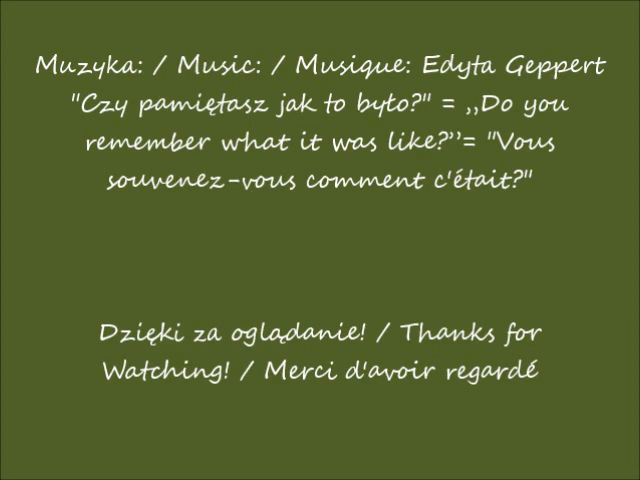 Muzyka: / Music: / Musique: Edyta Geppert
"Czy pamiętasz jak to było?" = „Do you
remember what it was like?”= "Vous
souvenez-vous comment c'était?"
Dzięki za oglądanie! / Thanks for
Watching! / Merci d'avoir regardé